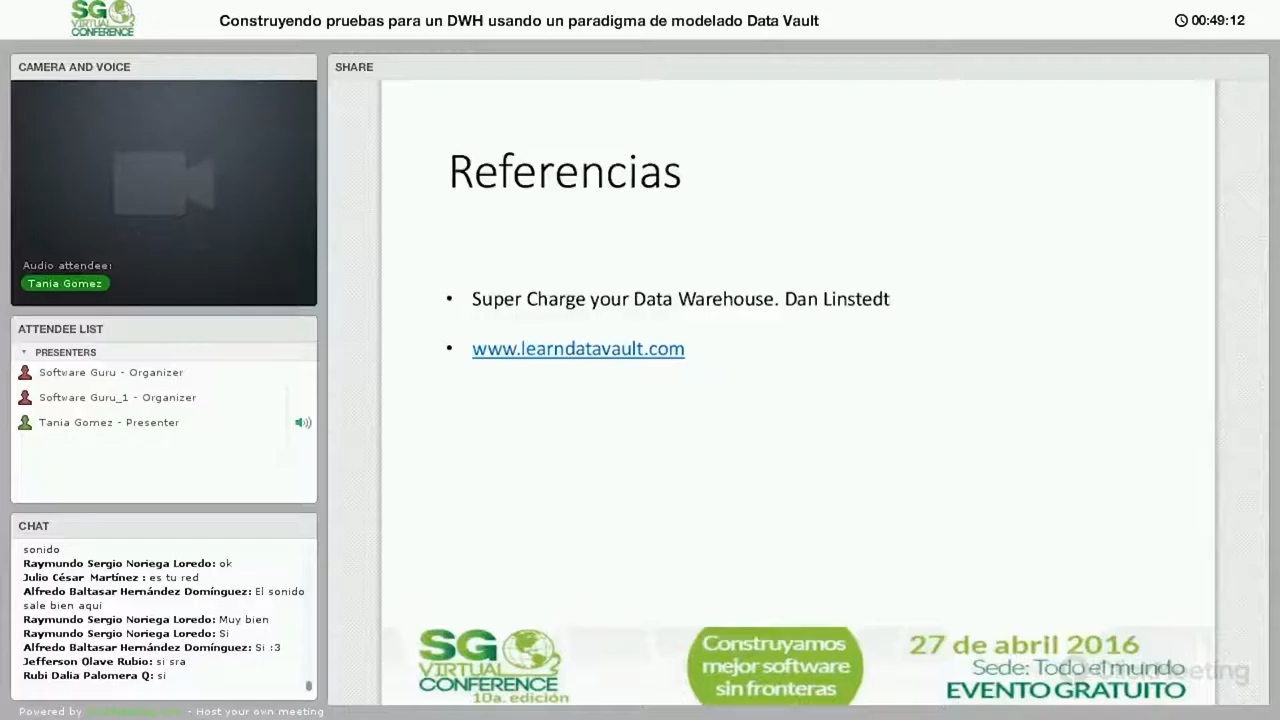 SG
VIRTUAL
CONFERENCE
Construyendo pruebas para un DWH usando un paradigma de modelado Data Vault
00:49:12
CAMERA AND VOICE
SHARE
Audio attendee:
Tania Gomez
ATTENDEE LIST
PRESENTERS
Software Guru - Organizer
Software Guru_1 - Organizer
Tania Gomez - Presenter
CHAT
sonido
Raymundo Sergio Noriega Loredo: ok
Julio César Martínez : es tu red
Alfredo Baltasar Hernández Domínguez: El sonido
sale bien aqui
Raymundo Sergio Noriega Loredo: Muy bien
Raymundo Sergio Noriega Loredo: Si
Alfredo Baltasar Hernández Domínguez: Si :3
Jefferson Olave Rubio: si sra
Rubi Dalia Palomera Q: si
Powered by - Host your own meeting
Referencias
• Super Charge your Data Warehouse. Dan Linstedt
• www.learndatavault.com
SG
VIRTUAL
CONFERENCE
10a. edición
Construyamos
mejor software
sin fronteras
27 de abril 2016
Sede: Todo el mundo
EVENTO GRATUITO